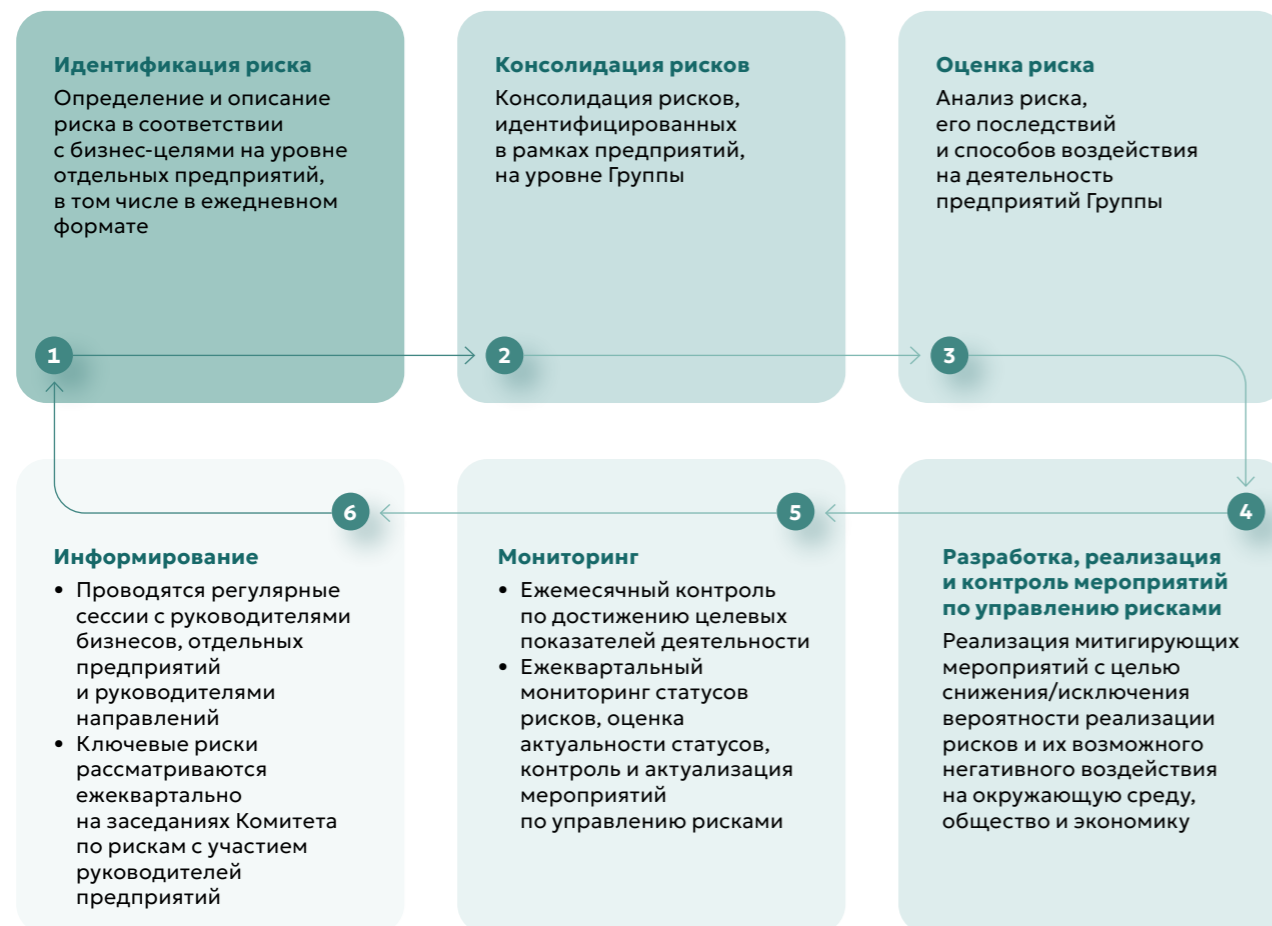 Идентификация риска
Определение и описание
риска в соответствии
с бизнес-целями на уровне
отдельных предприятий,
в том числе в ежедневном
формате
1
Консолидация рисков
Консолидация рисков,
идентифицированных
в рамках предприятий,
на уровне Группы
2
Оценка риска
Анализ риска,
его последствий
и способов воздействия
на деятельность
предприятий Группы
3
4
Разработка, реализация
и контроль мероприятий
по управлению рисками
Реализация митигирующих
мероприятий с целью
снижения/исключения
вероятности реализации
рисков и их возможного
негативного воздействия
на окружающую среду,
общество и экономику
5
Мониторинг
• Ежемесячный контроль
по достижению целевых
показателей деятельности
• Ежеквартальный
мониторинг статусов
рисков, оценка
актуальности статусов,
контроль и актуализация
мероприятий
по управлению рисками
6
Информирование
• Проводятся регулярные
сессии с руководителями
бизнесов, отдельных
предприятий
и руководителями
направлений
• Ключевые риски
рассматриваются
ежеквартально
на заседаниях Комитета
по рискам с участием
руководителей
предприятий